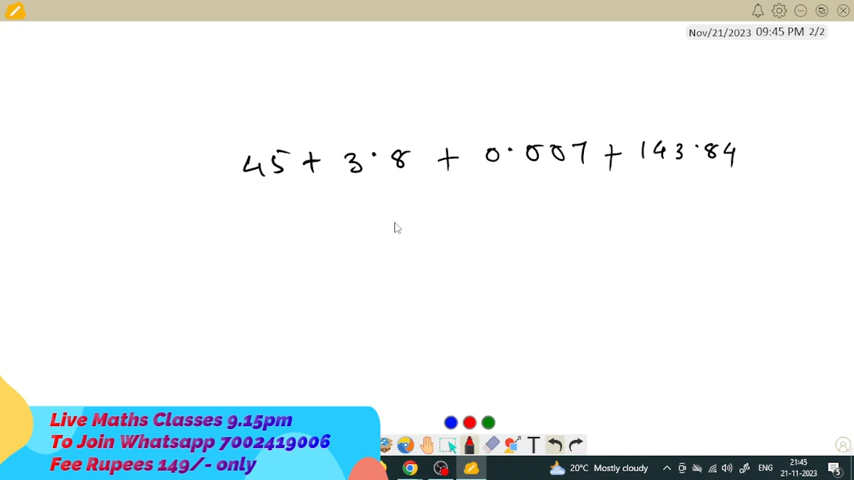 Nov/21/2023 09:45 PM 2/2
45 + 3.8 + 0.007 + 143.84
Live Maths Classes 9.15pm
To Join Whatsapp 7002419006
Fee Rupees 149/- only
T
20°C Mostly cloudy
ENG
21:45
21-11-2023
5